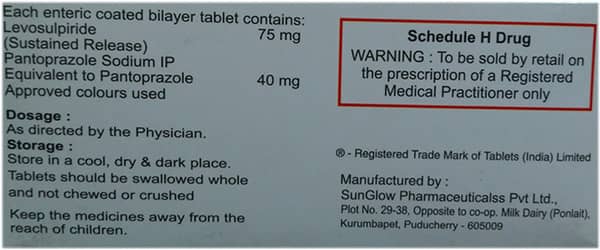 Each enteric coated bilayer tablet contains:
Levosulpiride 75 mg
(Sustained Release)
Pantoprazole Sodium IP
Equivalent to Pantoprazole 40 mg
Approved colours used
Dosage :
As directed by the Physician.
Storage :
Store in a cool, dry & dark place.
Tablets should be swallowed whole
and not chewed or crushed
Keep the medicines away from the
reach of children.
Schedule H Drug
WARNING : To be sold by retail on
the prescription of a Registered
Medical Practitioner only
® - Registered Trade Mark of Tablets (India) Limited
Manufactured by :
SunGlow Pharmaceuticalss Pvt Ltd.,
Plot No. 29-38, Opposite to co-op. Milk Dairy (Ponlait),
Kurumbapet, Puducherry - 605009